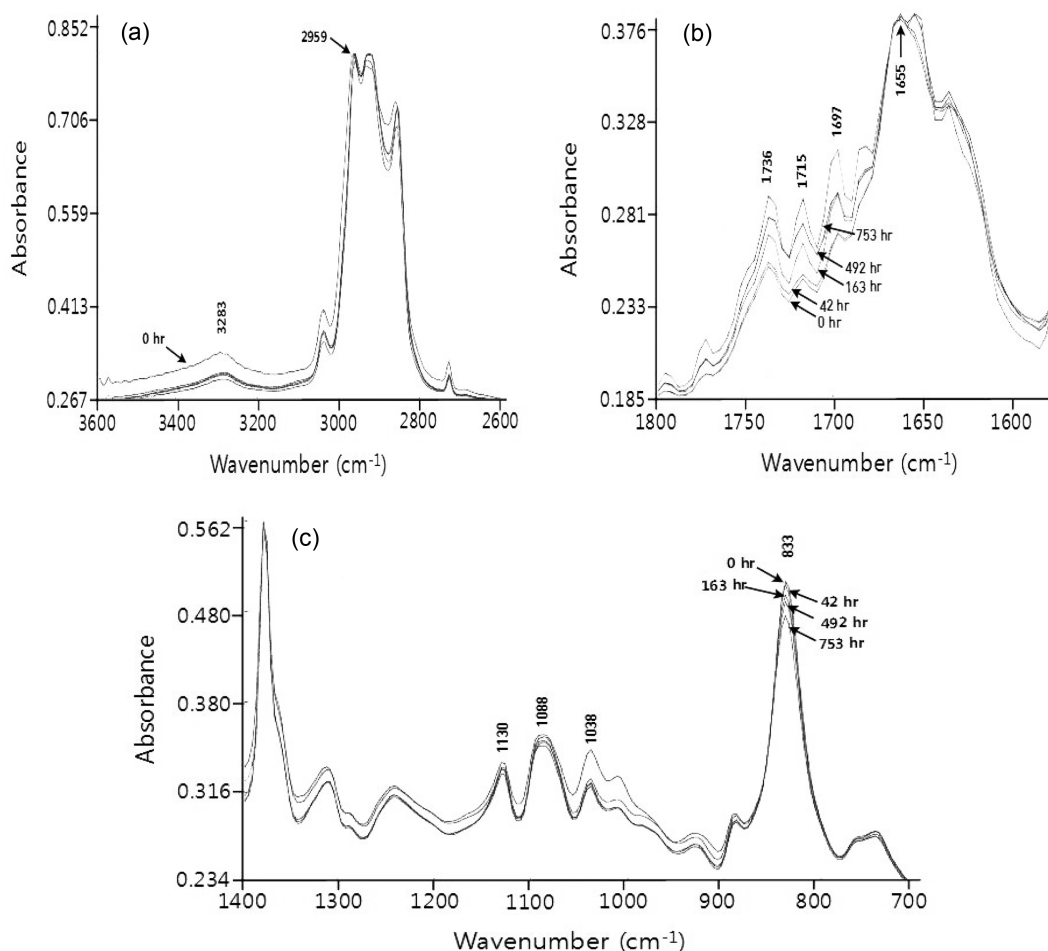 (a)
0.852
2959
0.706
0.559
0.413
3283
0 hr
0.267
3600 3400 3200 3000 2800 2600
Absorbance
Wavenumber (cm-1)
(b)
0.376
0.328
0.281
0.233
0.185
1736
1715
1697
1655
753 hr
492 hr
163 hr
42 hr
0 hr
1800 1750 1700 1650 1600
Absorbance
Wavenumber (cm-1)
(c)
0.562
0.480
0.380
0.316
0.234
833
0 hr
163 hr
42 hr
492 hr
753 hr
1130
1088
1038
1400 1300 1200 1100 1000 900 800 700
Absorbance
Wavenumber (cm-1)